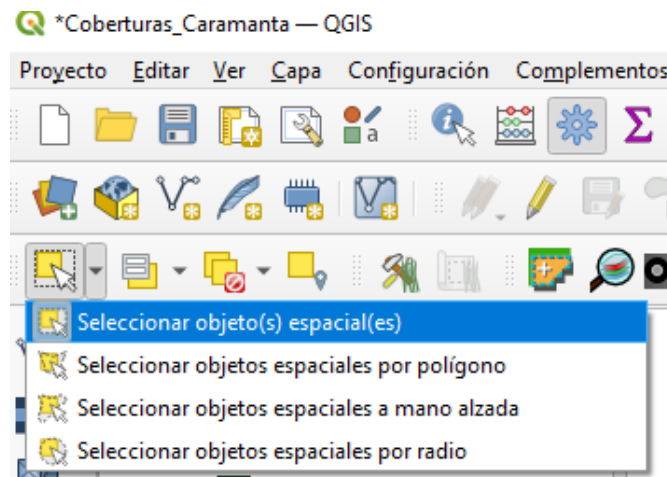 *Coberturas_Caramanta — QGIS
Proyecto Editar Ver Capa Configuración Complementos
a
Seleccionar objeto(s) espacial(es)
Seleccionar objetos espaciales por polígono
Seleccionar objetos espaciales a mano alzada
Seleccionar objetos espaciales por radio